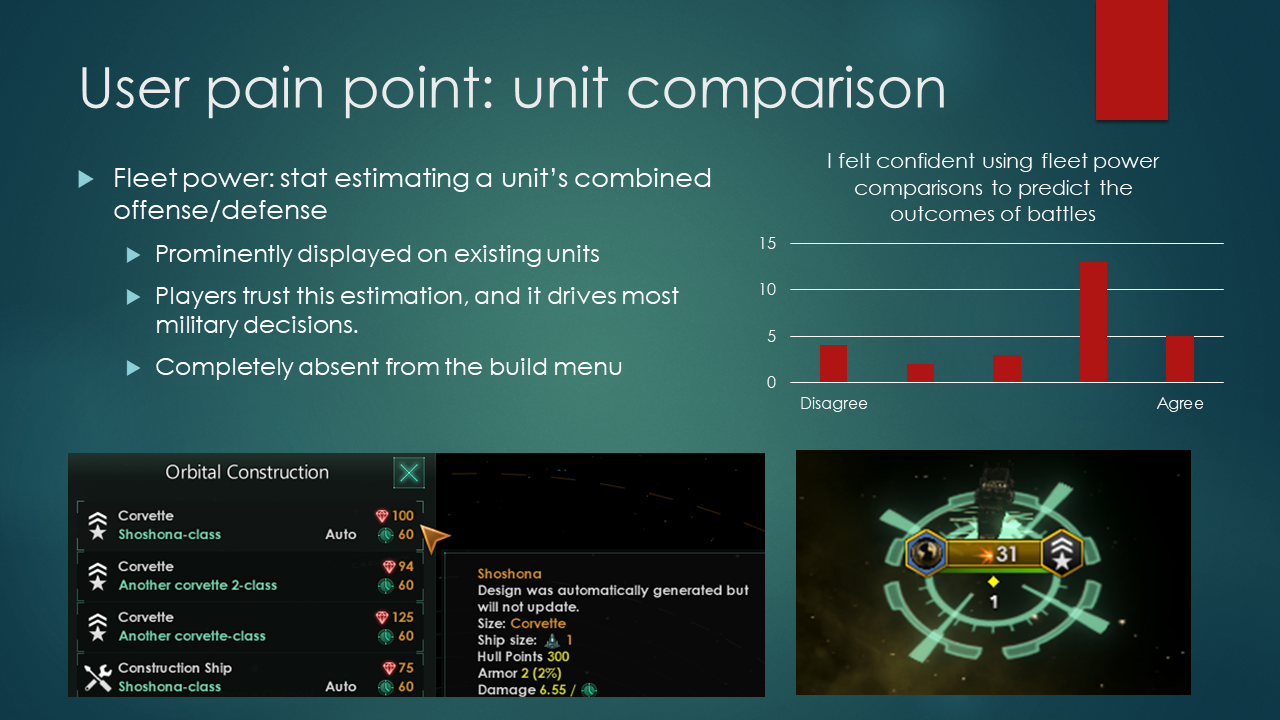 User pain point: unit comparison
Fleet power: stat estimating a unit's combined
offense/defense
Prominently displayed on existing units
Players trust this estimation, and it drives most
military decisions.
Completely absent from the build menu
I felt confident using fleet power
comparisons to predict the
outcomes of battles
15
10
5
0
Disagree Agree
Orbital Construction
Corvette 100
Shoshona-class Auto 60
Corvette 94
Another corvette 2-class 60
Corvette 125
Another corvette-class 60
Construction Ship 75
Shoshona-class Auto 60
Shoshona
Design was automatically generated but
will not update.
Size: Corvette
Ship size: 1
Hull Points 300
Armor 2 (2%)
Damage 6.55 /
31
1